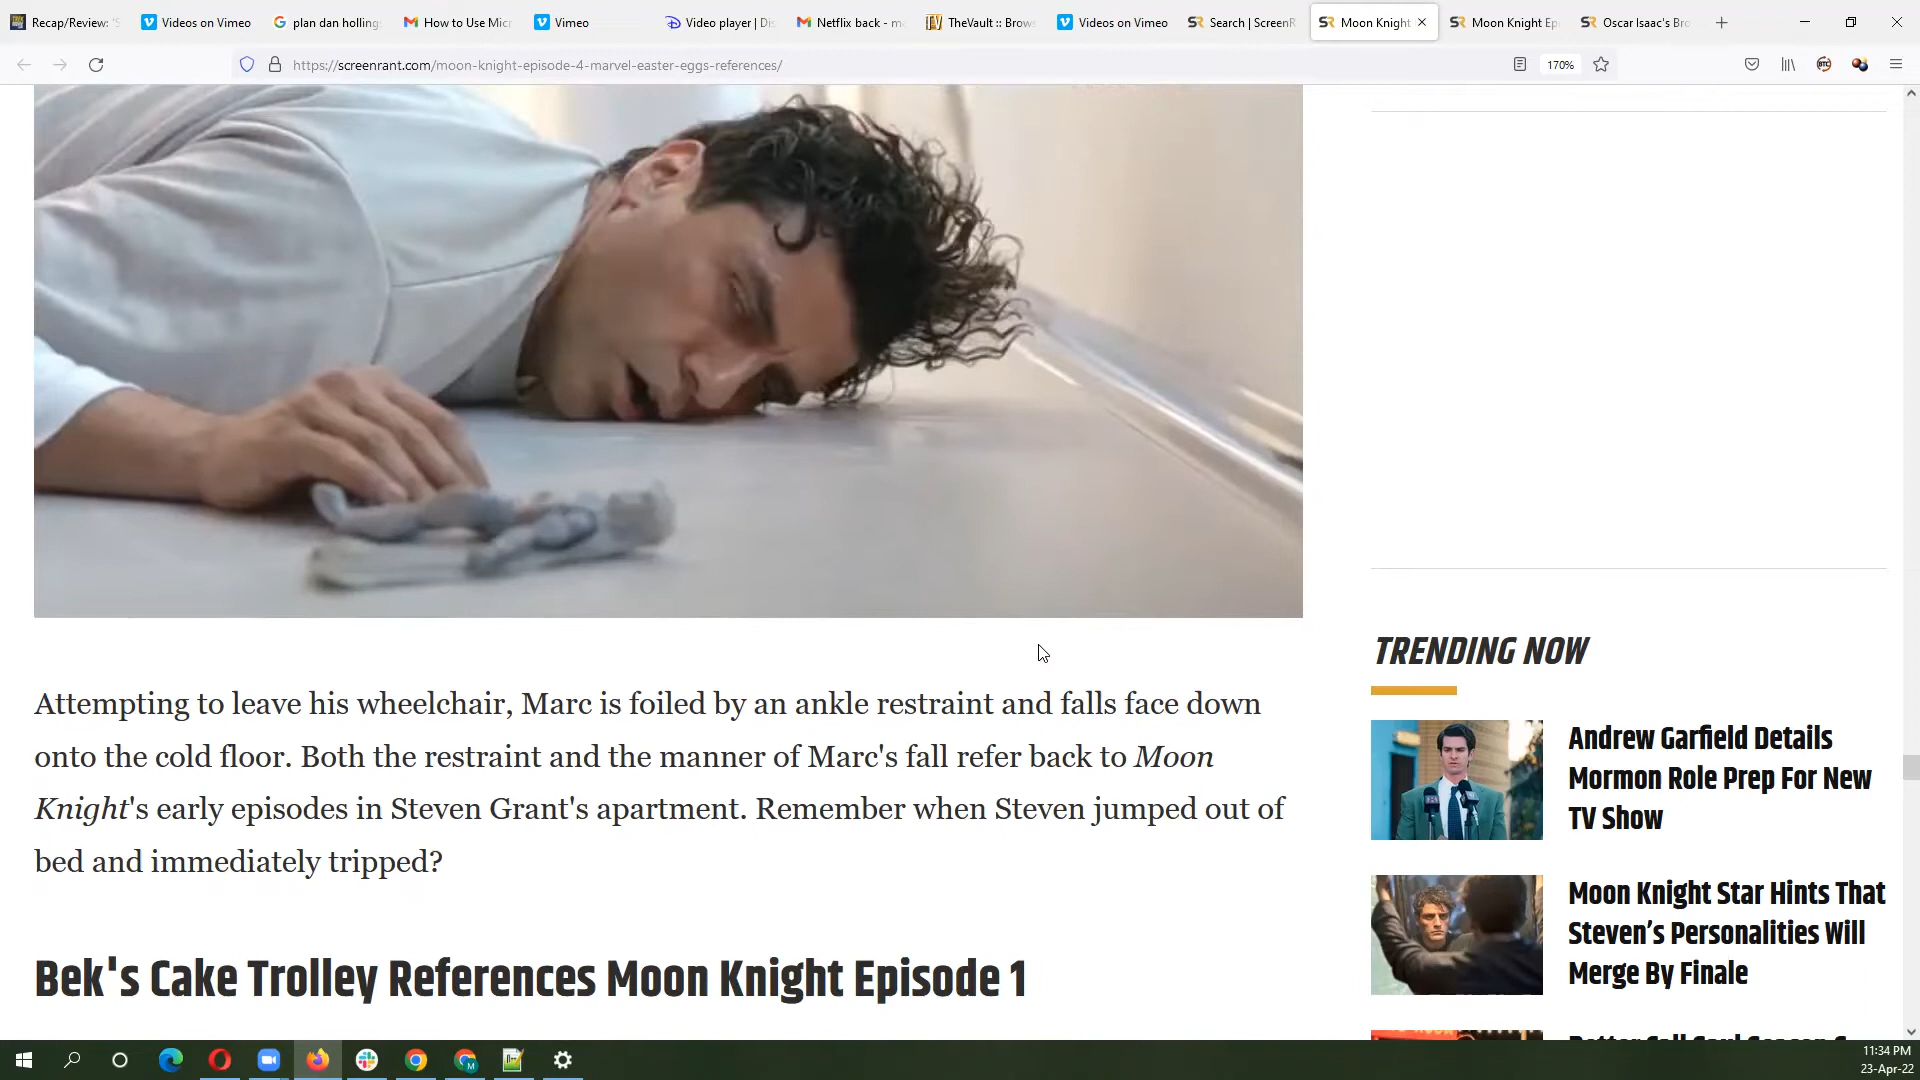 Recap/Review: 'S
Videos on Vimeo
plan dan hollings
How to Use Micr
Vimeo
Video player | Dis
Netflix back - m
TheVault :: Brow
Videos on Vimeo
Search | ScreenR
Moon Knight
Moon Knight Ep
Oscar Isaac's Bro
https://screenrant.com/moon-knight-episode-4-marvel-easter-eggs-references/
170%
Attempting to leave his wheelchair, Marc is foiled by an ankle restraint and falls face down
onto the cold floor. Both the restraint and the manner of Marc's fall refer back to Moon
Knight's early episodes in Steven Grant's apartment. Remember when Steven jumped out of
bed and immediately tripped?
Bek's Cake Trolley References Moon Knight Episode 1
TRENDING NOW
Andrew Garfield Details
Mormon Role Prep For New
TV Show
Moon Knight Star Hints That
Steven's Personalities Will
Merge By Finale
11:34 PM
23-Apr-22